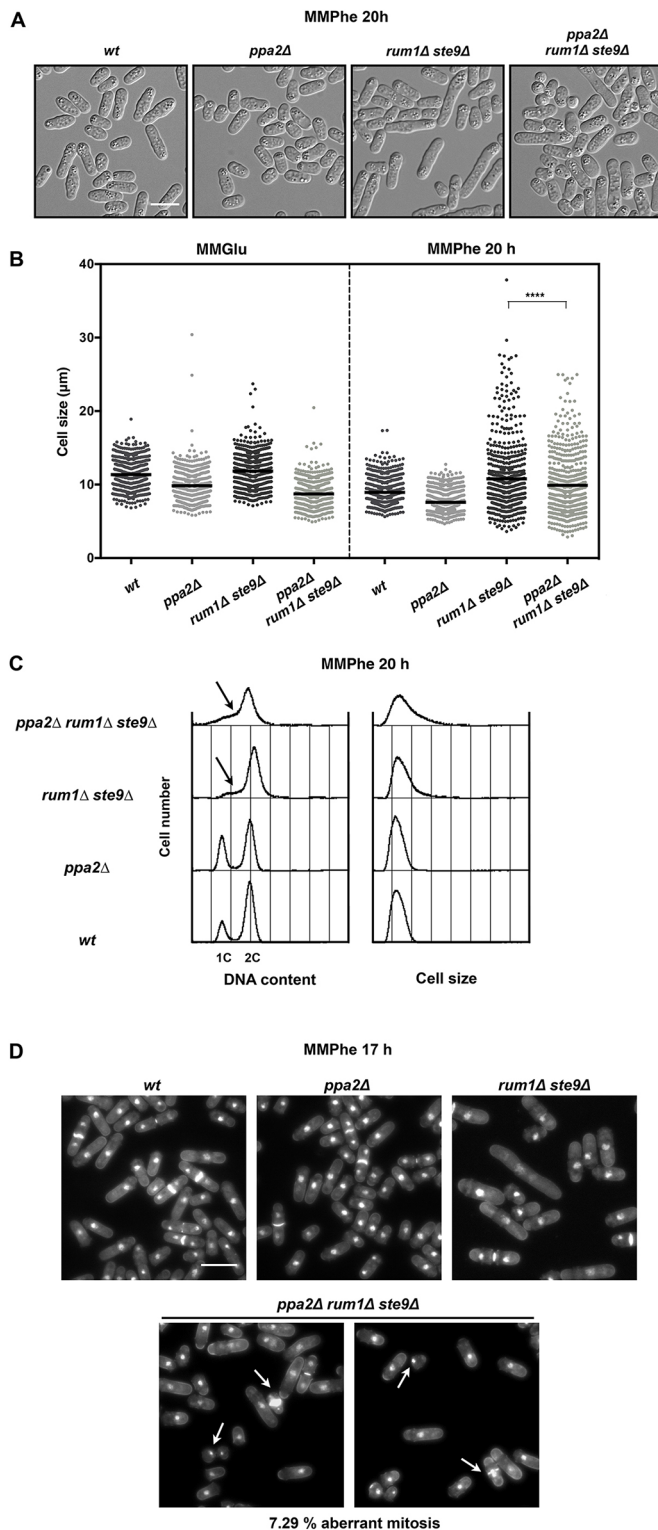 A
MMPhe 20h
wt
ppa2Δ
rum1Δ ste9Δ
ppa2Δ
rum1Δ ste9Δ
B
MMGlu
MMPhe 20 h
Cell size (µm)
40
30
20
10
0
****
wt
ppa2Δ
rum1Δ ste9Δ
ppa2Δ
rum1Δ ste9Δ
wt
ppa2Δ
rum1Δ ste9Δ
ppa2Δ
rum1Δ ste9Δ
C
MMPhe 20 h
ppa2Δ rum1Δ ste9Δ
rum1Δ ste9Δ
ppa2Δ
wt
Cell number
1C
2C
DNA content
Cell size
D
MMPhe 17 h
wt
ppa2Δ
rum1Δ ste9Δ
ppa2Δ rum1Δ ste9Δ
7.29 % aberrant mitosis